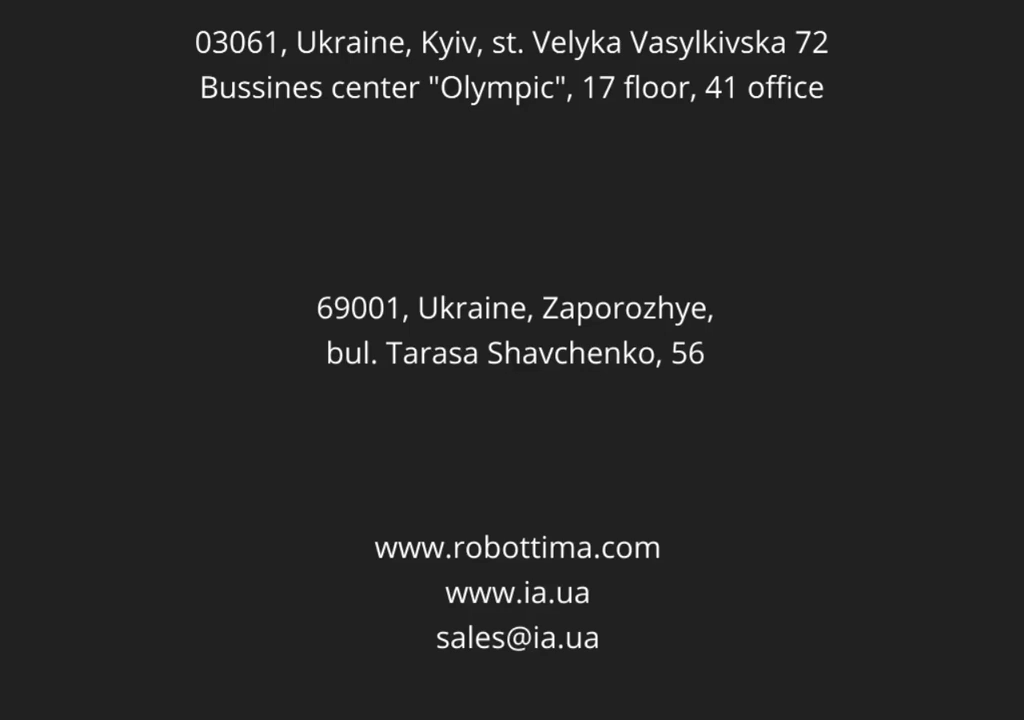 03061, Ukraine, Kyiv, st. Velyka Vasylkivska 72
Bussines center "Olympic", 17 floor, 41 office
69001, Ukraine, Zaporozhye,
bul. Tarasa Shavchenko, 56
www.robottima.com
www.ia.ua
sales@ia.ua